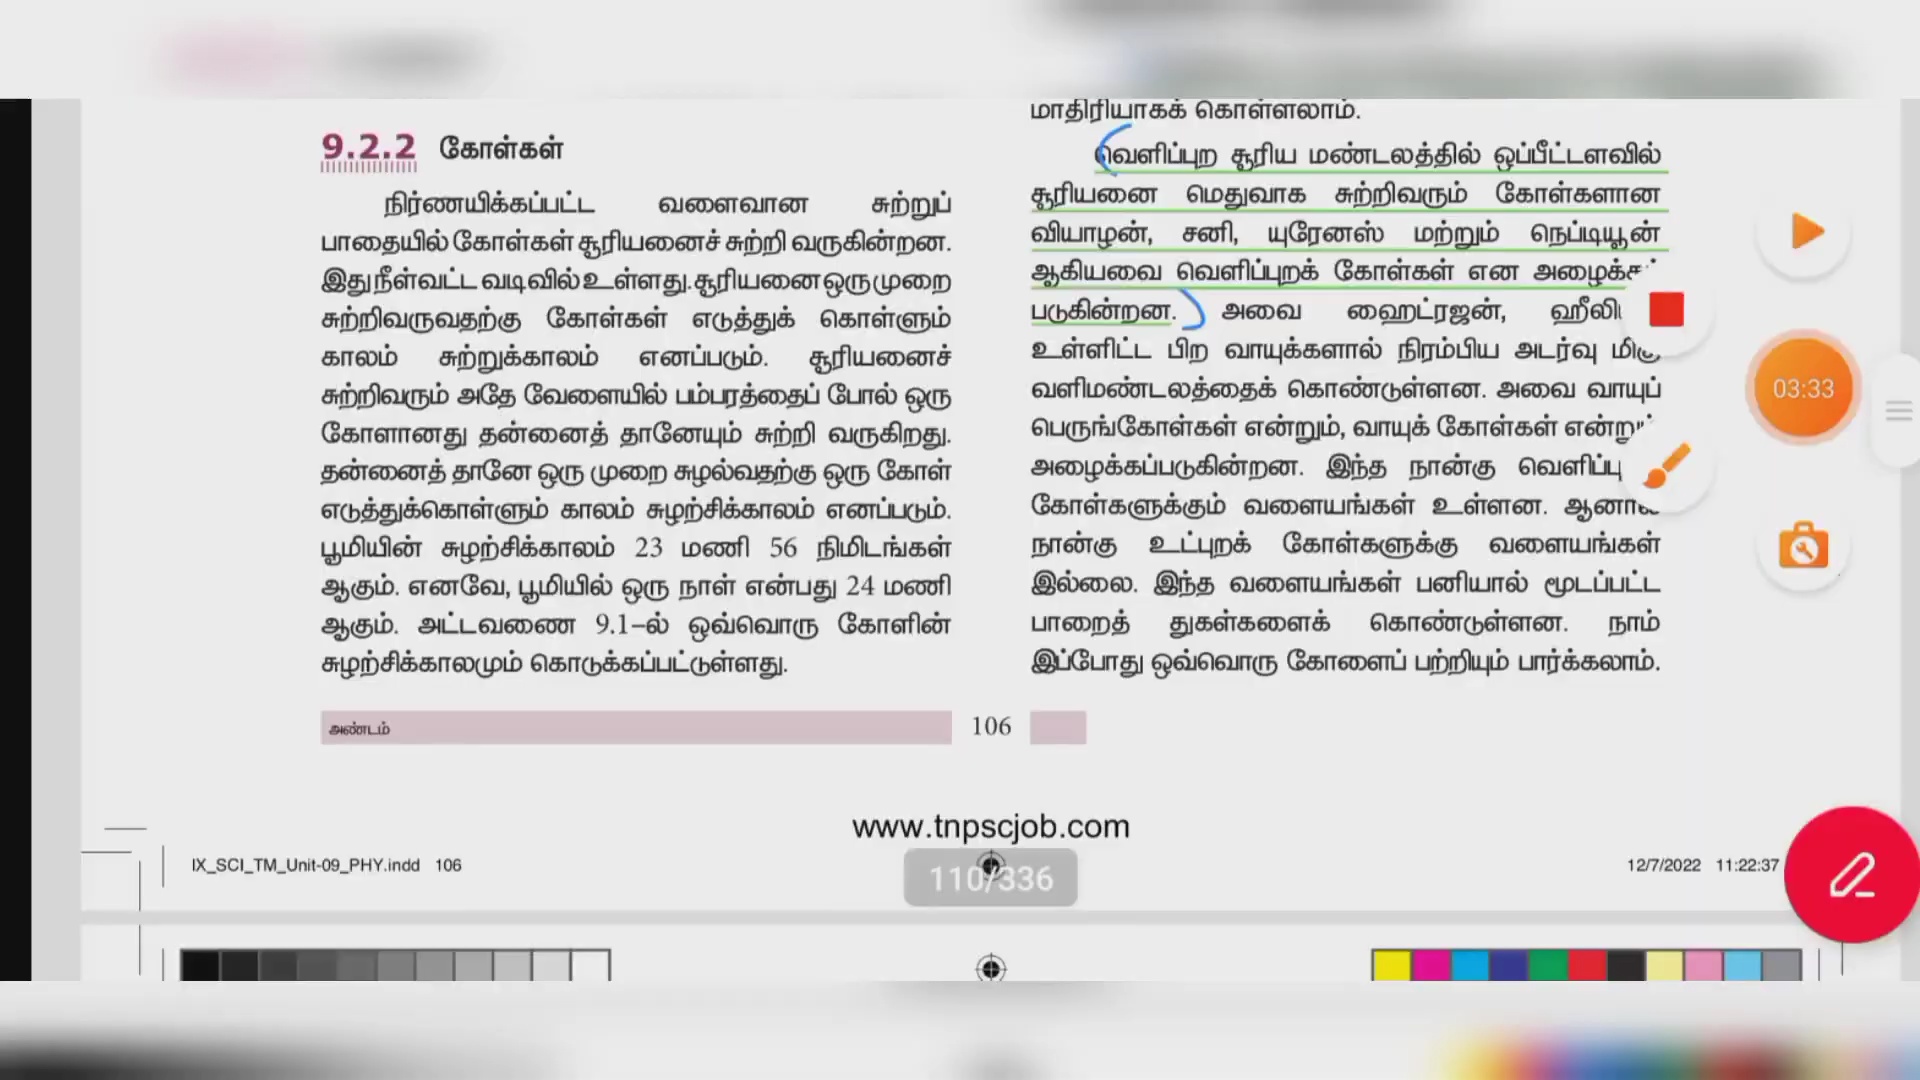 9.2.2 கோள்கள்
நிர்ணயிக்கப்பட்ட வளைவான சுற்றுப்
பாதையில் கோள்கள் சூரியனைச் சுற்றி வருகின்றன.
இது நீள்வட்ட வடிவில் உள்ளது. சூரியனை ஒரு முறை
சுற்றிவருவதற்கு கோள்கள் எடுத்துக் கொள்ளும்
காலம் சுற்றுக்காலம் எனப்படும். சூரியனைச்
சுற்றிவரும் அதே வேளையில் பம்பரத்தைப் போல் ஒரு
கோளானது தன்னைத் தானேயும் சுற்றி வருகிறது.
தன்னைத் தானே ஒரு முறை சுழல்வதற்கு ஒரு கோள்
எடுத்துக்கொள்ளும் காலம் சுழற்சிக்காலம் எனப்படும்.
பூமியின் சுழற்சிக்காலம் 23 மணி 56 நிமிடங்கள்
ஆகும். எனவே, பூமியில் ஒரு நாள் என்பது 24 மணி
ஆகும். அட்டவணை 9.1–ல் ஒவ்வொரு கோளின்
சுழற்சிக்காலமும் கொடுக்கப்பட்டுள்ளது.
மாதிரியாகக் கொள்ளலாம்.
வெளிப்புற சூரிய மண்டலத்தில் ஒப்பீட்டளவில்
சூரியனை மெதுவாக சுற்றிவரும் கோள்களான
வியாழன், சனி, யுரேனஸ் மற்றும் நெப்டியூன்
ஆகியவை வெளிப்புறக் கோள்கள் என
படுகின்றன. அவை ஹைட்ரஜன்,
உள்ளிட்ட பிற வாயுக்களால் நிரம்பிய அடர்வு
வளிமண்டலத்தைக் கொண்டுள்ளன. அவை வாயுப்
பெருங்கோள்கள் என்றும், வாயுக் கோள்கள்
அழைக்கப்படுகின்றன. இந்த நான்கு
கோள்களுக்கும் வளையங்கள் உள்ளன.
நான்கு உட்புறக் கோள்களுக்கு வளையங்கள்
இல்லை. இந்த வளையங்கள் பனியால் மூடப்பட்ட
பாறைத் துகள்களைக் கொண்டுள்ளன. நாம்
இப்போது ஒவ்வொரு கோளைப் பற்றியும் பார்க்கலாம்.
03:33
அண்டம் 106
www.tnpscjob.com
IX_SCI_TM_Unit-09_PHY.indd 106
110/336
12/7/2022 11:22:37